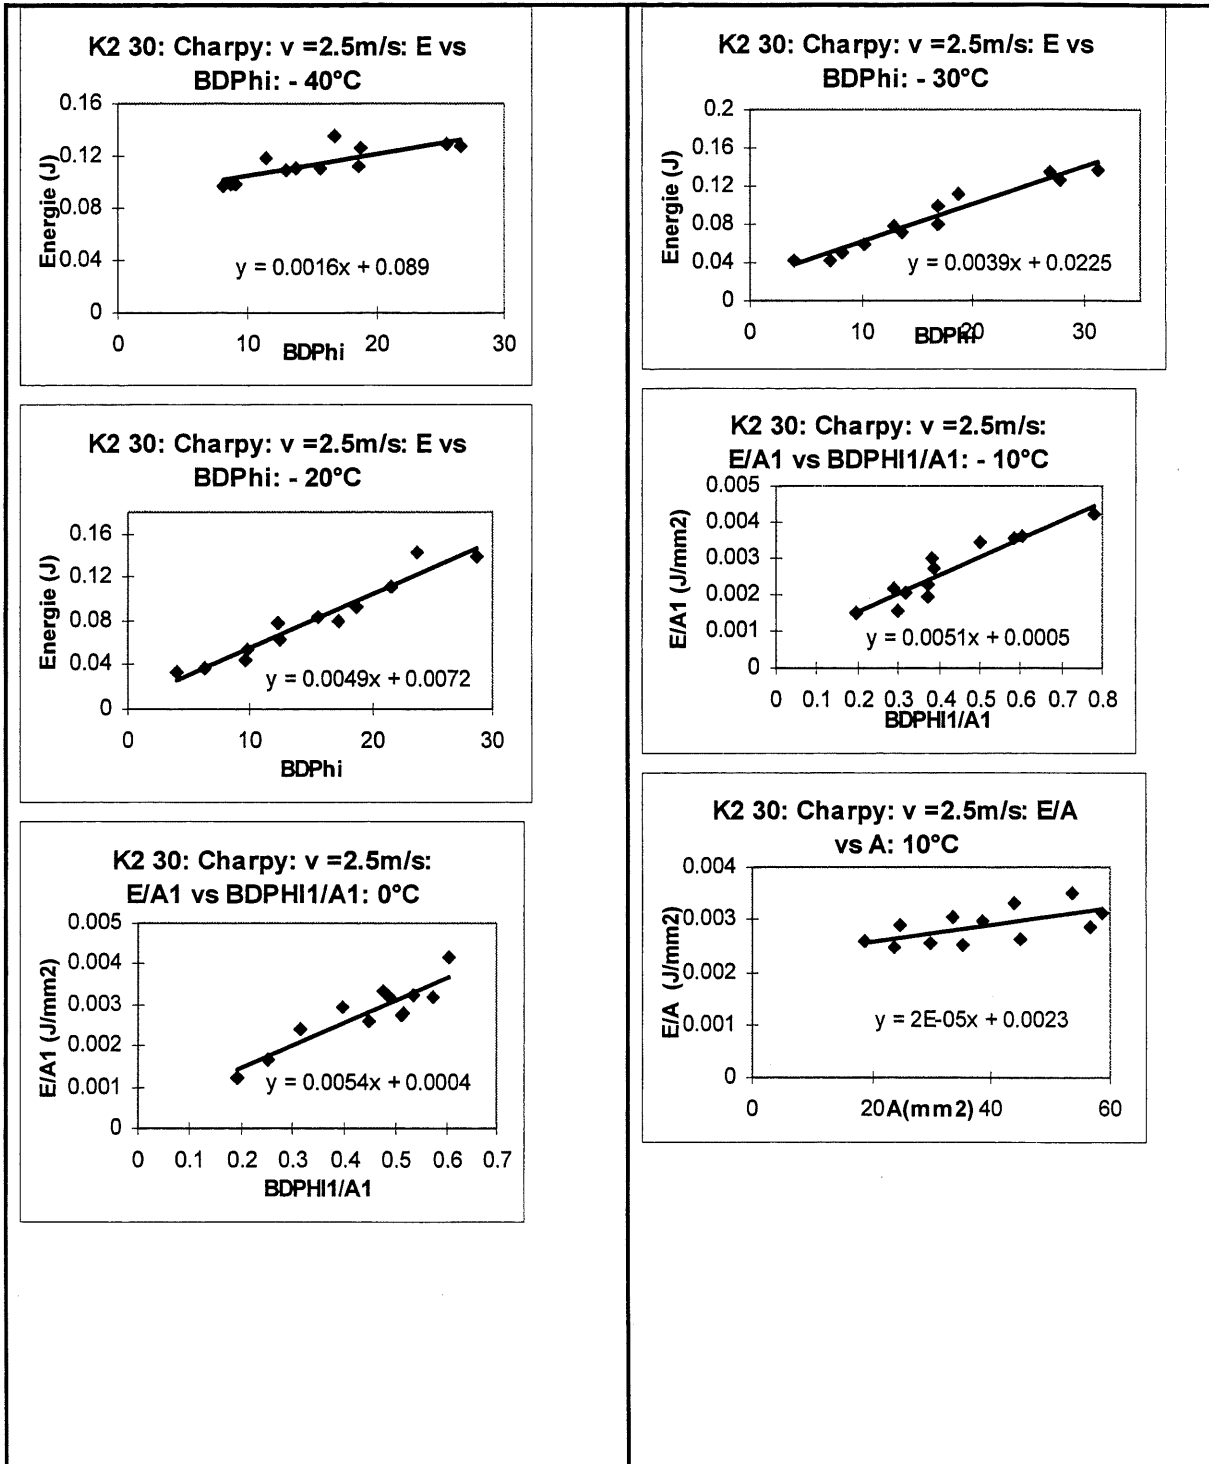 K2 30: Charpy: v =2.5m/s: E vs
BDPhi: - 40°C
0.16
0.12
0.08
0.04
0
Energie (J)
y = 0.0016x + 0.089
0 10 20 30
BDPhi
K2 30: Charpy: v =2.5m/s: E vs
BDPhi: - 30°C
0.2
0.16
0.12
0.08
0.04
0
Energie (J)
y = 0.0039x + 0.0225
0 10 20 30
BDPhi
K2 30: Charpy: v =2.5m/s: E vs
BDPhi: - 20°C
0.16
0.12
0.08
0.04
0
Energie (J)
y = 0.0049x + 0.0072
0 10 20 30
BDPhi
K2 30: Charpy: v =2.5m/s:
E/A1 vs BDPHI1/A1: - 10°C
0.005
0.004
0.003
0.002
0.001
0
E/A1 (J/mm2)
y = 0.0051x + 0.0005
0 0.1 0.2 0.3 0.4 0.5 0.6 0.7 0.8
BDPHI1/A1
K2 30: Charpy: v =2.5m/s:
E/A1 vs BDPHI1/A1: 0°C
0.005
0.004
0.003
0.002
0.001
0
E/A1 (J/mm2)
y = 0.0054x + 0.0004
0 0.1 0.2 0.3 0.4 0.5 0.6 0.7
BDPHI1/A1
K2 30: Charpy: v =2.5m/s: E/A
vs A: 10°C
0.004
0.003
0.002
0.001
0
E/A (J/mm2)
y = 2E-05x + 0.0023
0 20 40 60
A(mm2)